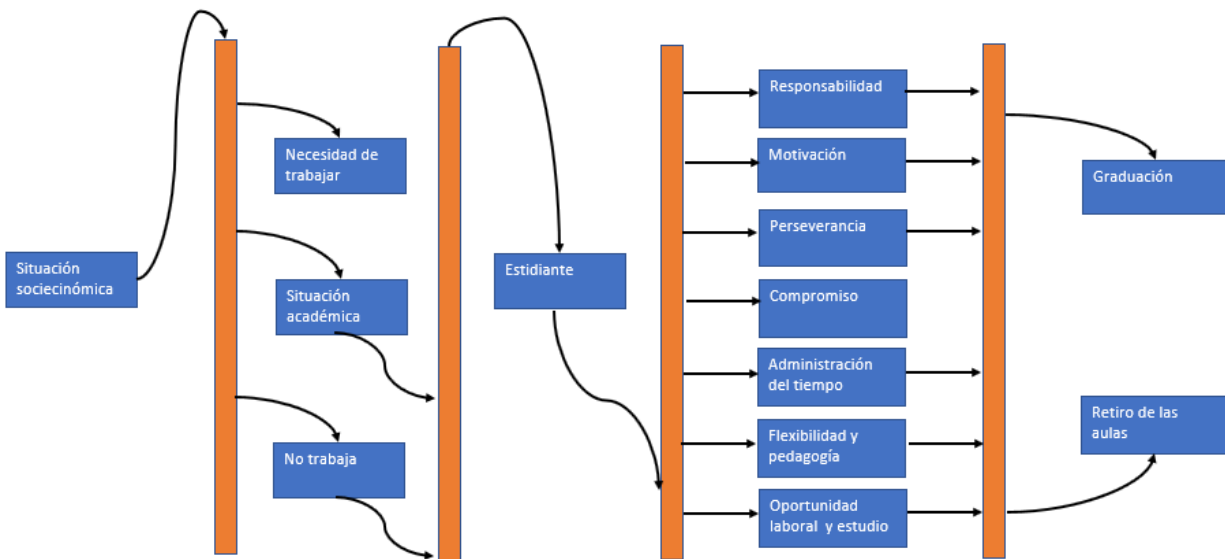 Situación
sociecinómica
Necesidad de
trabajar
Situación
académica
No trabaja
Estidiante
Responsabilidad
Motivación
Perseverancia
Compromiso
Administración
del tiempo
Flexibilidad y
pedagogía
Oportunidad
laboral y estudio
Graduación
Retiro de las
aulas